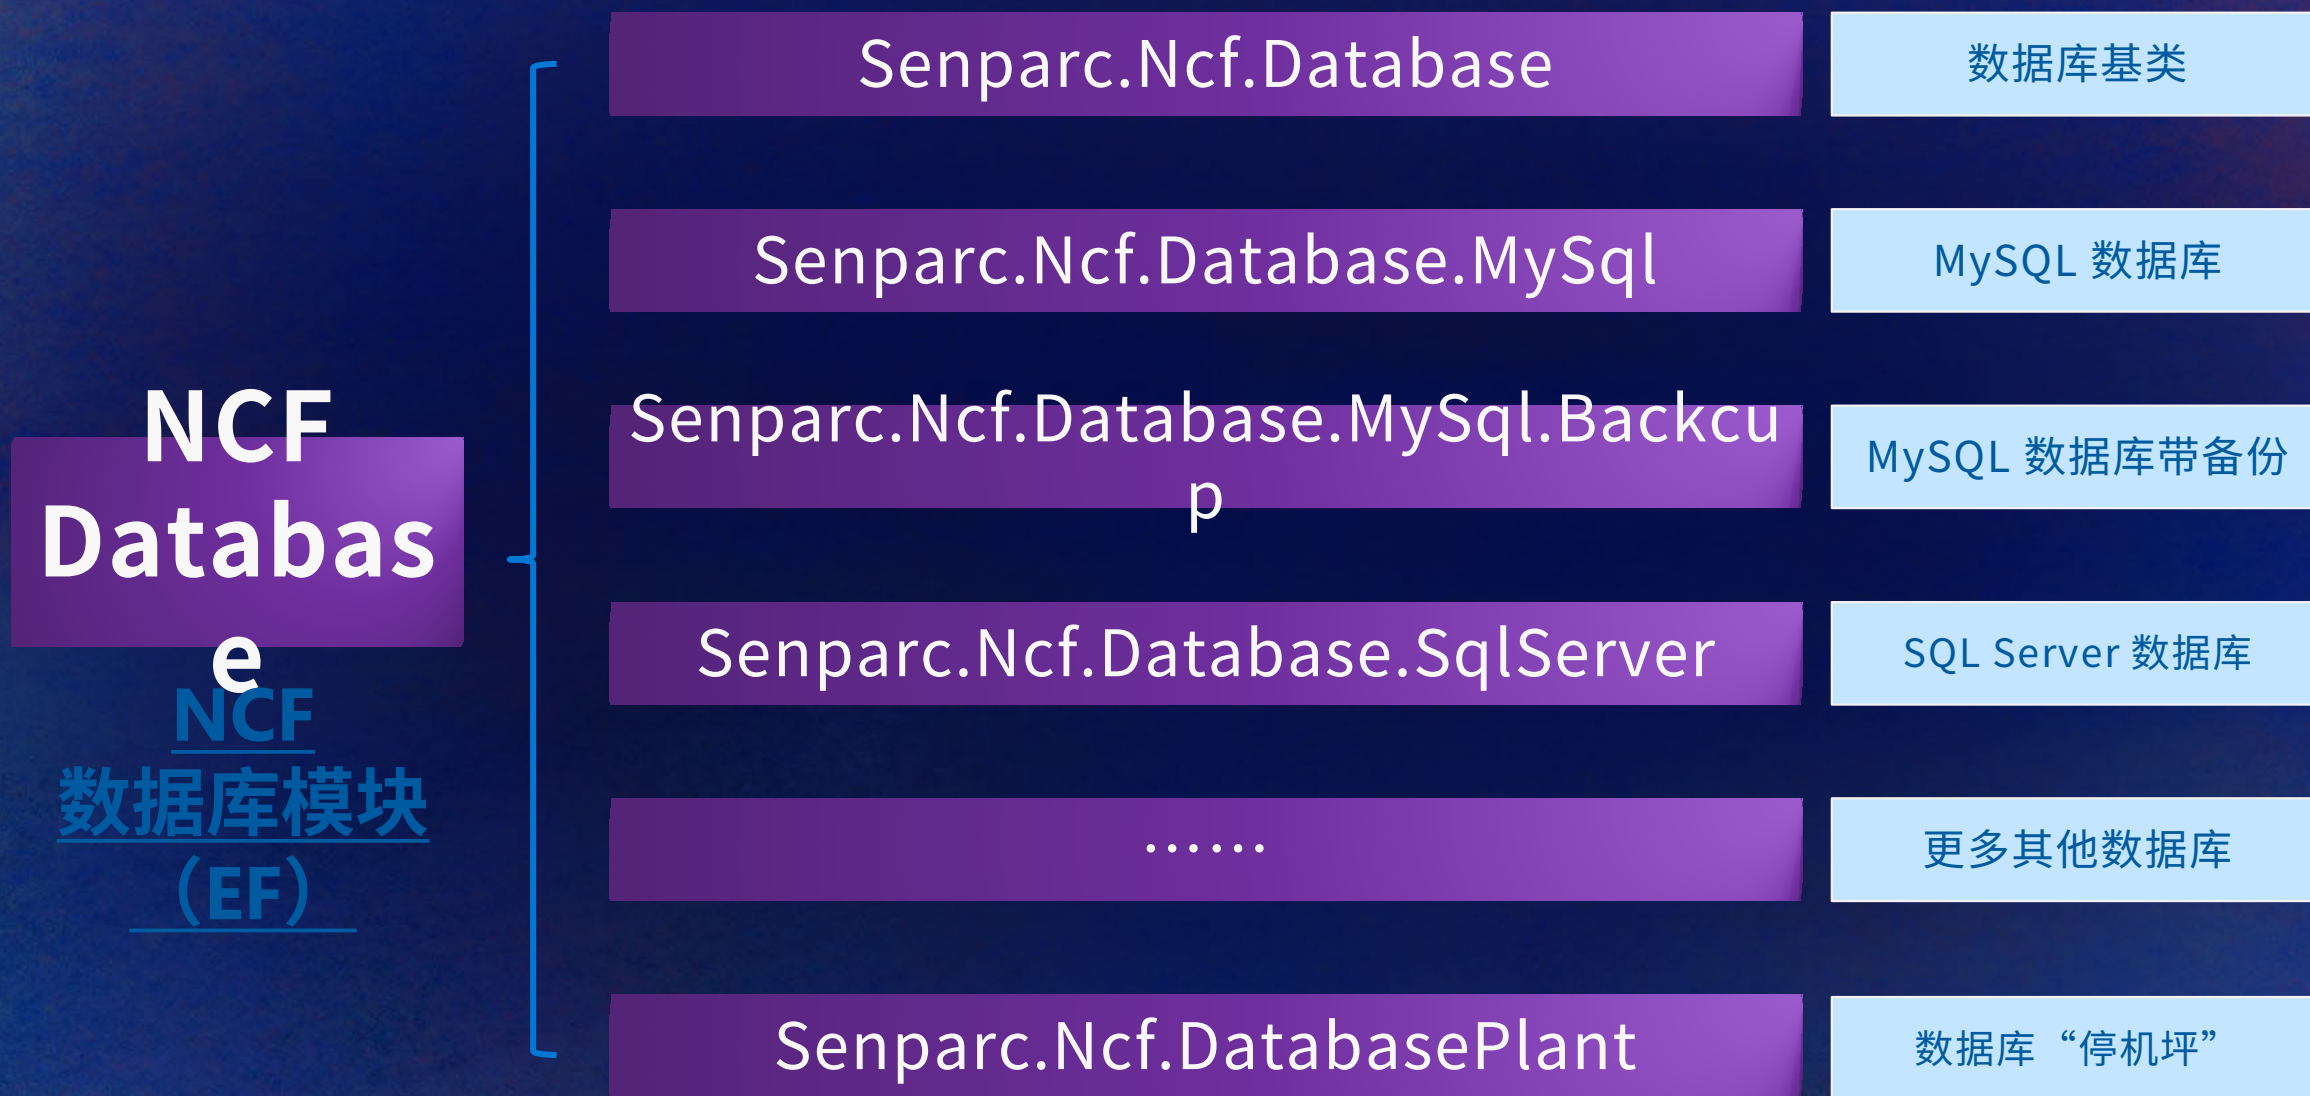 Senparc.Ncf.Database
数据库基类
Senparc.Ncf.Database.MySql
MySQL 数据库
Senparc.Ncf.Database.MySql.Backcu
p
MySQL 数据库带备份
NCF
Databas
e
NCF
数据库模块
（EF）
Senparc.Ncf.Database.SqlServer
SQL Server 数据库
……
更多其他数据库
Senparc.Ncf.DatabasePlant
数据库“停机坪”